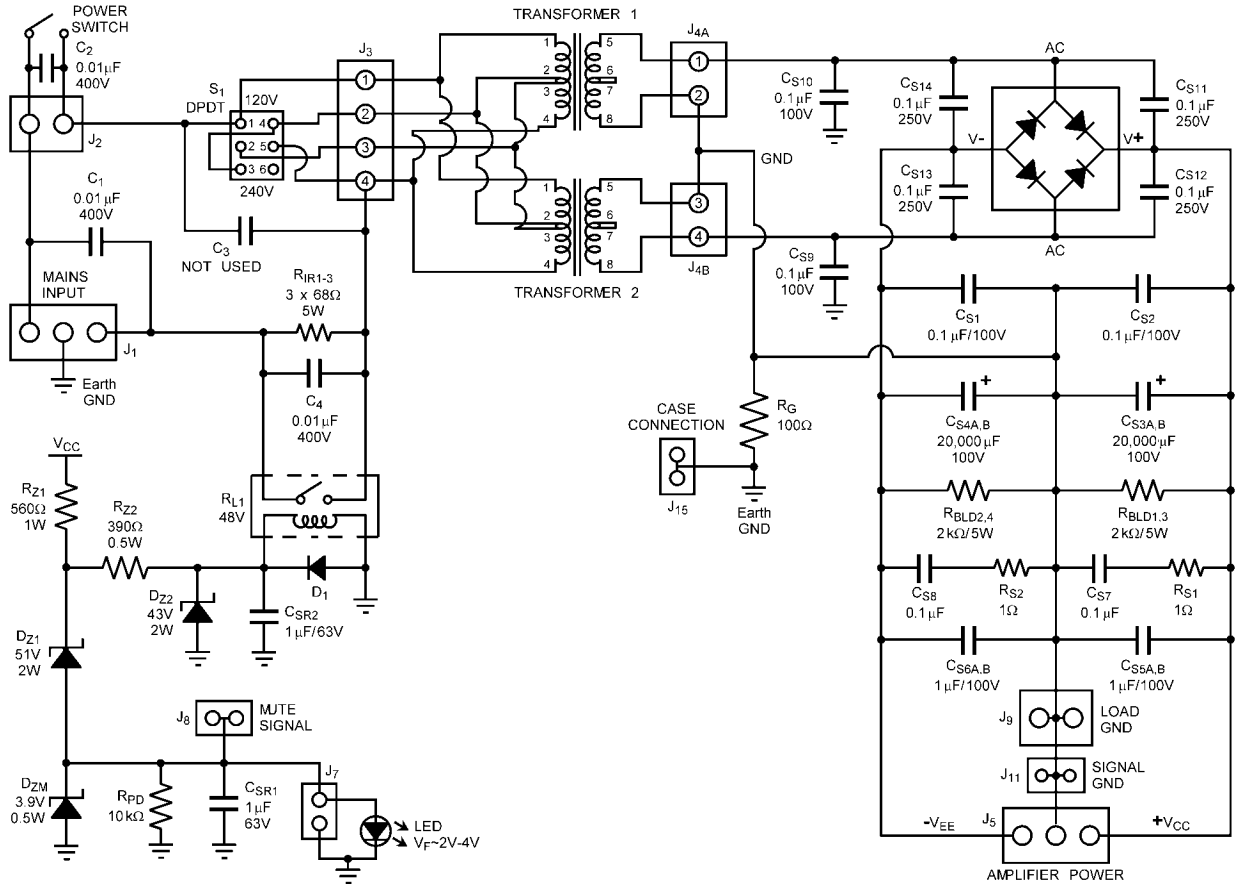 POWER
SWITCH
C2
0.01µF
400V
J2
S1
DPDT
120V
1 4
2 5
3 6
240V
J3
1
2
3
4
TRANSFORMER 1
1
2
3
4
5
6
7
8
TRANSFORMER 2
1
2
3
4
5
6
7
8
J4A
1
2
GND
3
4
J4B
C1
0.01µF
400V
C3
NOT USED
MAINS
INPUT
J1
Earth
GND
RIR1-3
3 x 68Ω
5W
C4
0.01µF
400V
RL1
48V
CS10
0.1µF
100V
CS9
0.1µF
100V
AC
CS14
0.1µF
250V
CS13
0.1µF
250V
V-
V+
AC
CS11
0.1µF
250V
CS12
0.1µF
250V
CS1
0.1µF/100V
CS2
0.1µF/100V
+
CS4A,B
20,000µF
100V
+
CS3A,B
20,000µF
100V
RBLD2,4
2kΩ/5W
RBLD1,3
2kΩ/5W
CS8
0.1µF
RS2
1Ω
CS7
0.1µF
RS1
1Ω
CS6A,B
1µF/100V
CS5A,B
1µF/100V
CASE
CONNECTION
J15
RG
100Ω
Earth
GND
VCC
RZ1
560Ω
1W
RZ2
390Ω
0.5W
DZ2
43V
2W
D1
CSR2
1µF/63V
DZ1
51V
2W
J8
MUTE
SIGNAL
DZM
3.9V
0.5W
RPD
10kΩ
CSR1
1µF
63V
J7
LED
VF~2V-4V
J9
LOAD
GND
J11
SIGNAL
GND
-VEE
J5
+VCC
AMPLIFIER POWER